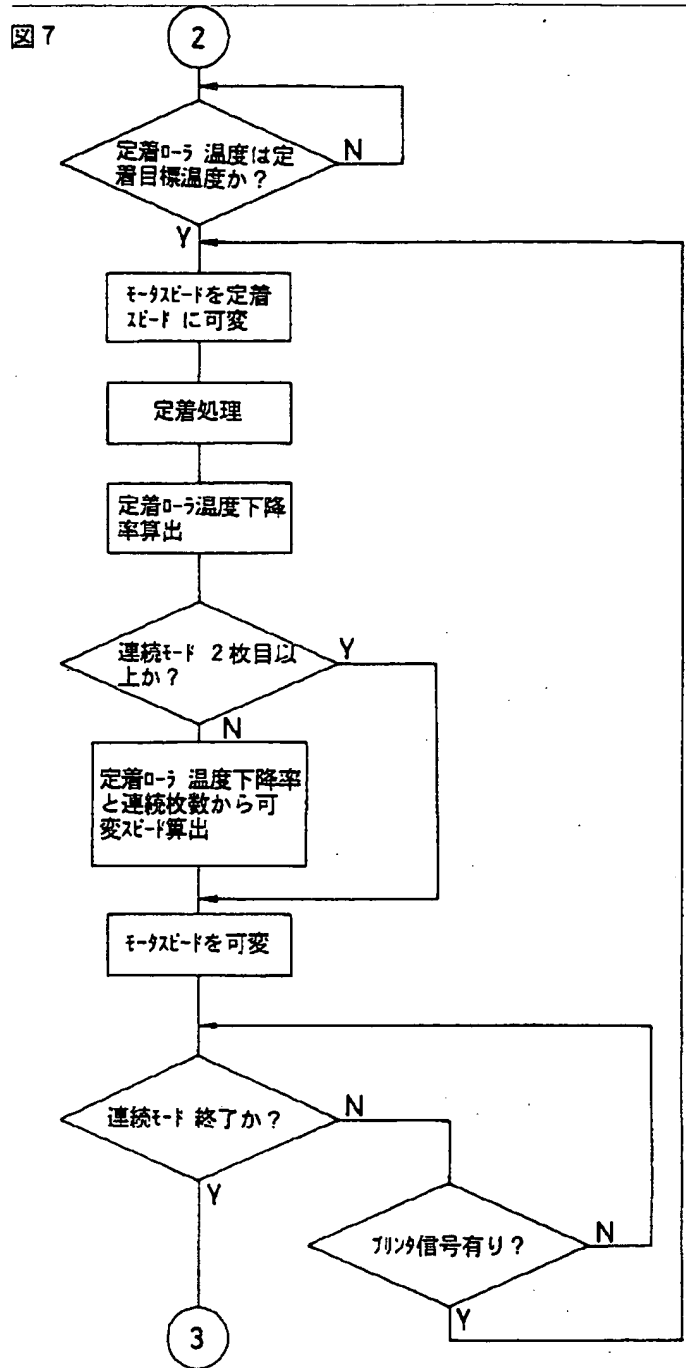 図7
2
定着ﾛｰﾗ 温度は定
着目標温度か？
N
Y
ﾓｰﾀｽﾋﾟｰﾄﾞを定着
ｽﾋﾟｰﾄﾞ に可変
定着処理
定着ﾛｰﾗ温度下降
率算出
連続ﾓｰﾄﾞ 2枚目以
上か？
Y
N
定着ﾛｰﾗ 温度下降率
と連続枚数から可
変ｽﾋﾟｰﾄﾞ算出
ﾓｰﾀｽﾋﾟｰﾄﾞを可変
連続ﾓｰﾄﾞ 終了か？
N
Y
ﾌﾟﾘﾝﾀ信号有り？
N
Y
3